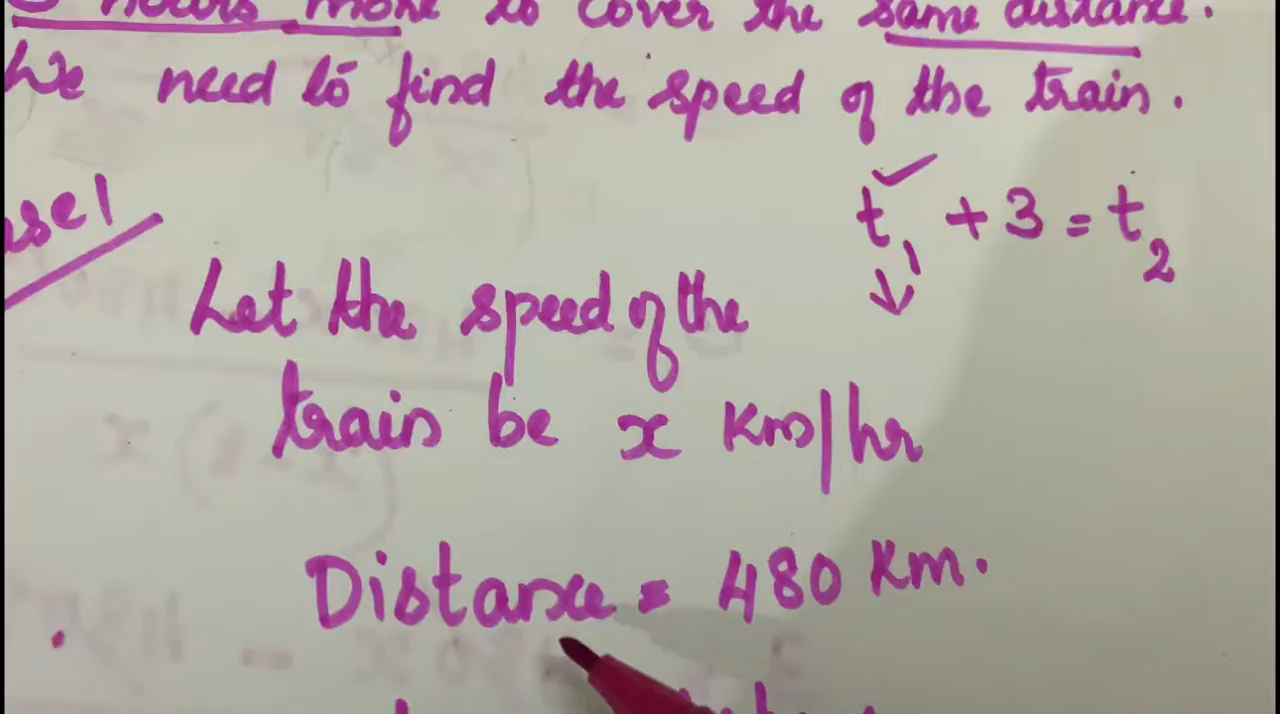 hours more to cover the same distance.
We need to find the speed of the train.
t₁ + 3 = t₂
Let the speed of the
train be x Km/hr
Distance = 480 Km.